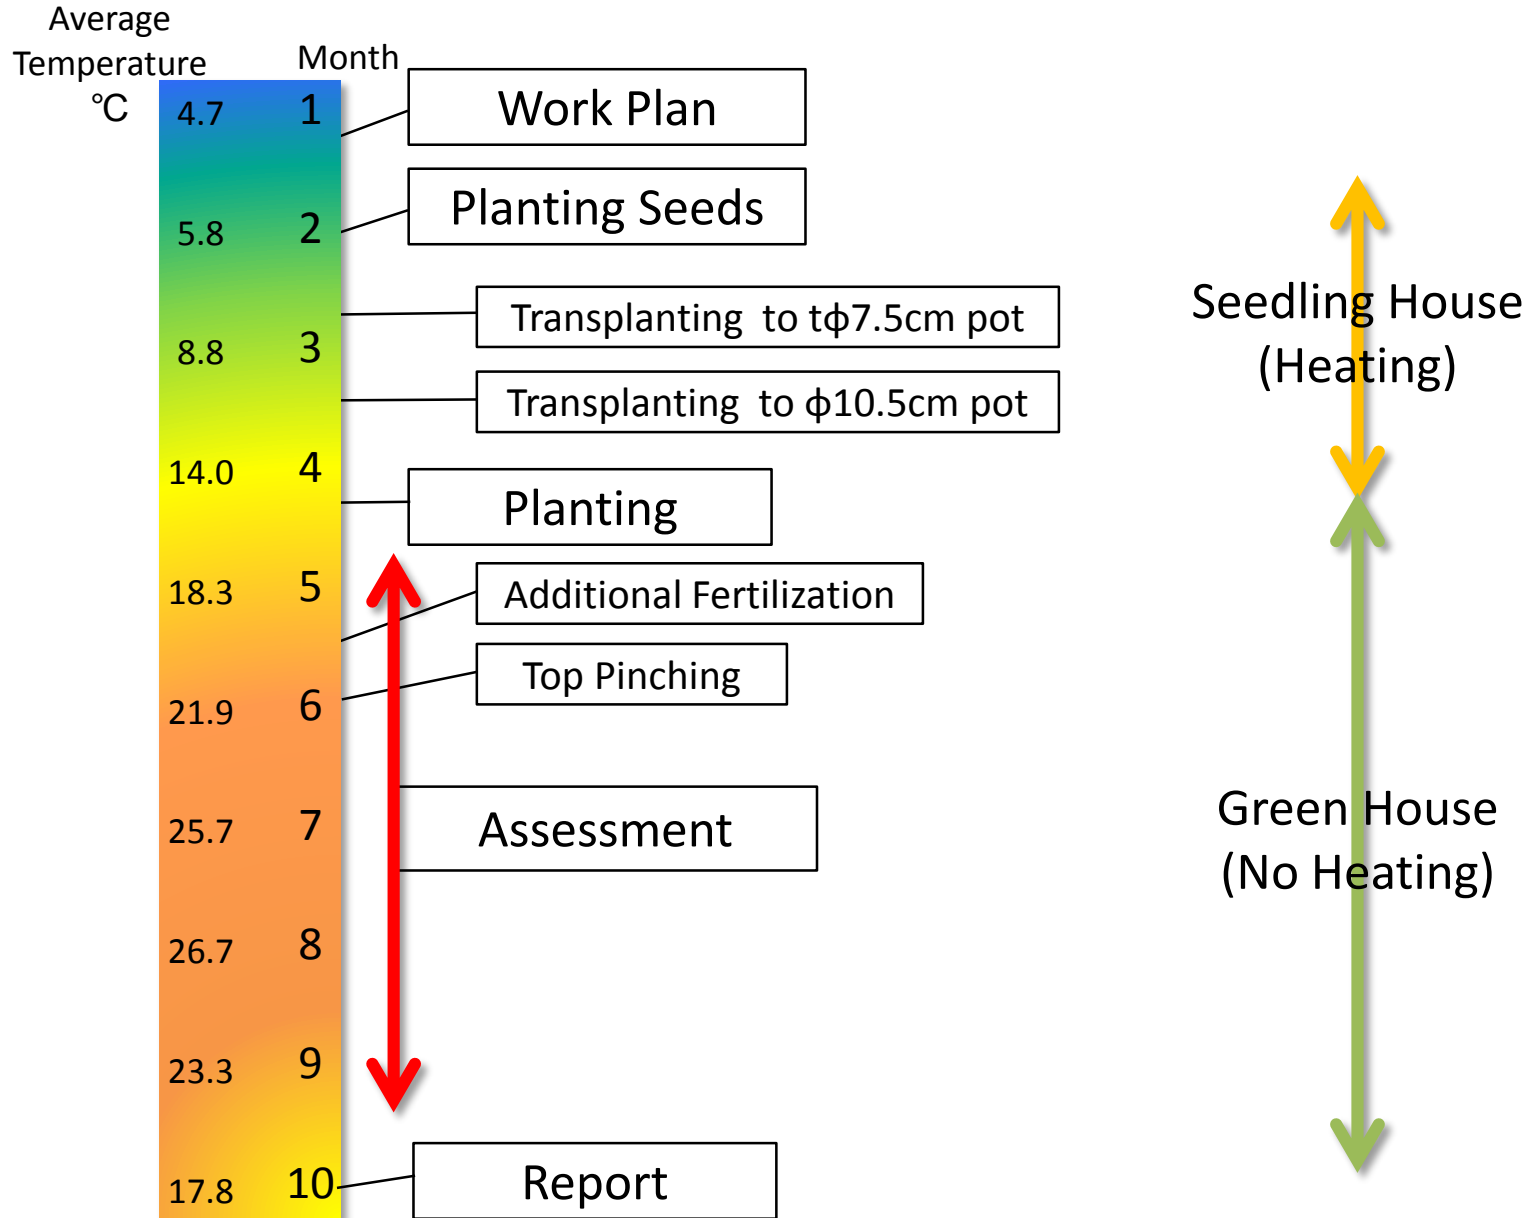 Average
Temperature
℃
Month
4.7 1
Work Plan
5.8 2
Planting Seeds
Transplanting to tφ7.5cm pot
8.8 3
Transplanting to φ10.5cm pot
14.0 4
Planting
18.3 5
Additional Fertilization
21.9 6
Top Pinching
25.7 7
Assessment
26.7 8
23.3 9
17.8 10
Report
Seedling House
(Heating)
Green House
(No Heating)